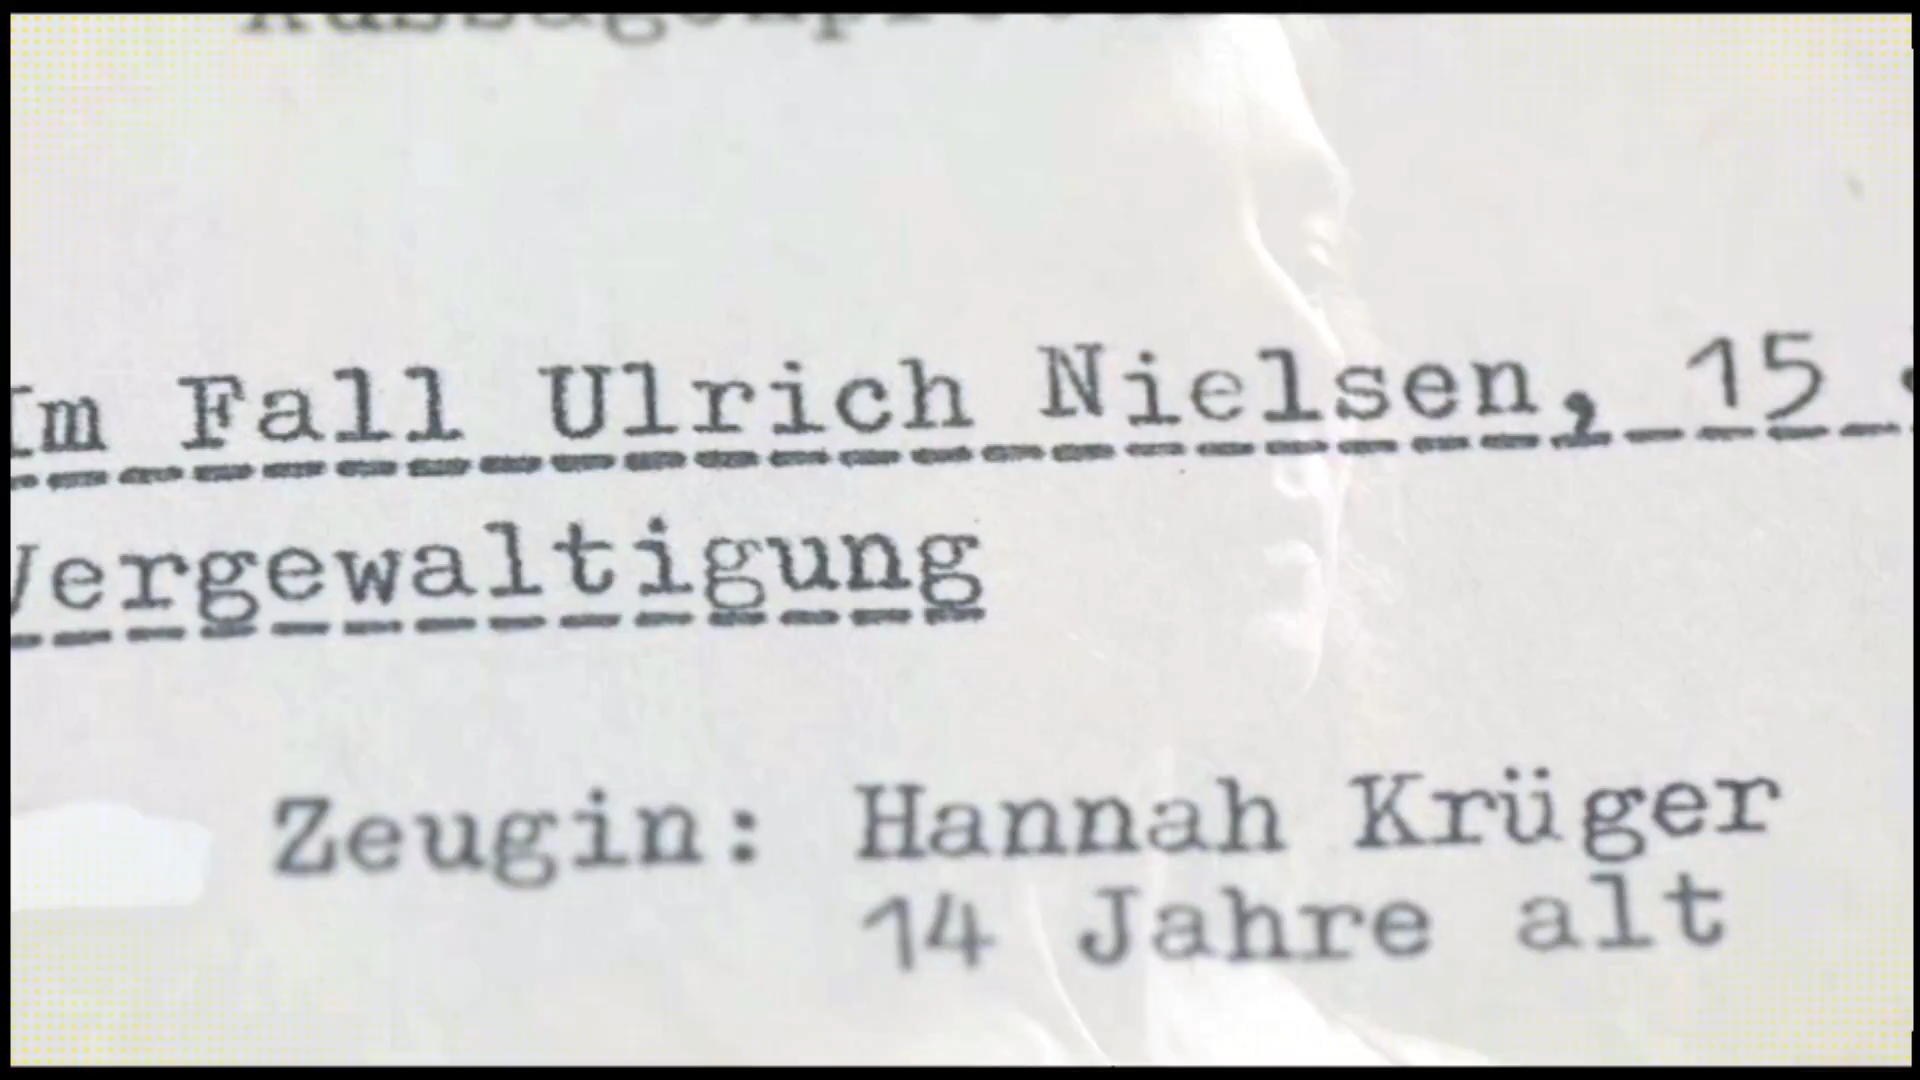 Im Fall Ulrich Nielsen, 15
Vergewaltigung
Zeugin: Hannah Krüger
14 Jahre alt